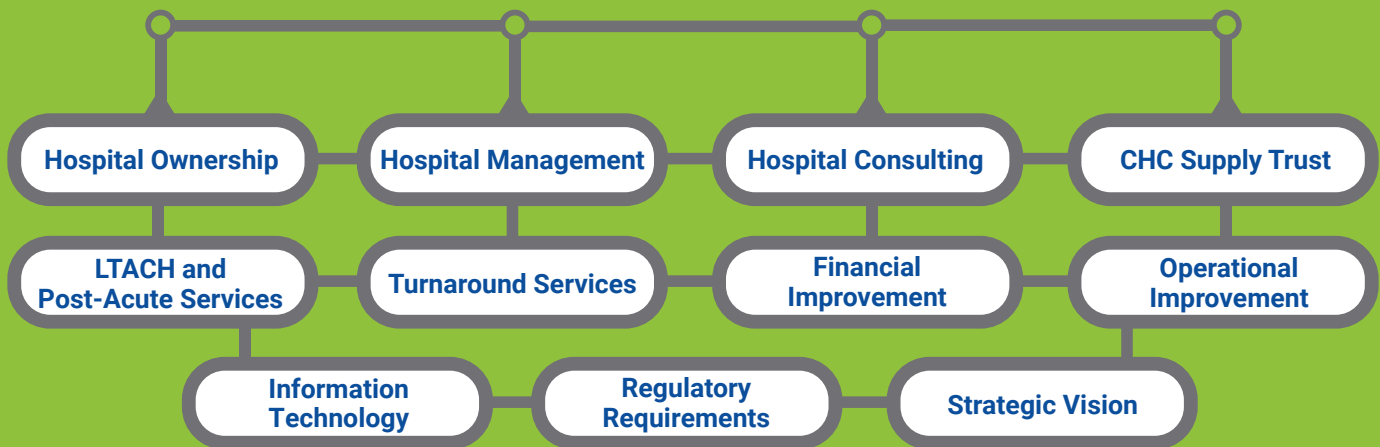 Hospital Ownership
Hospital Management
Hospital Consulting
CHC Supply Trust
LTACH and
Post-Acute Services
Turnaround Services
Financial
Improvement
Operational
Improvement
Information
Technology
Regulatory
Requirements
Strategic Vision